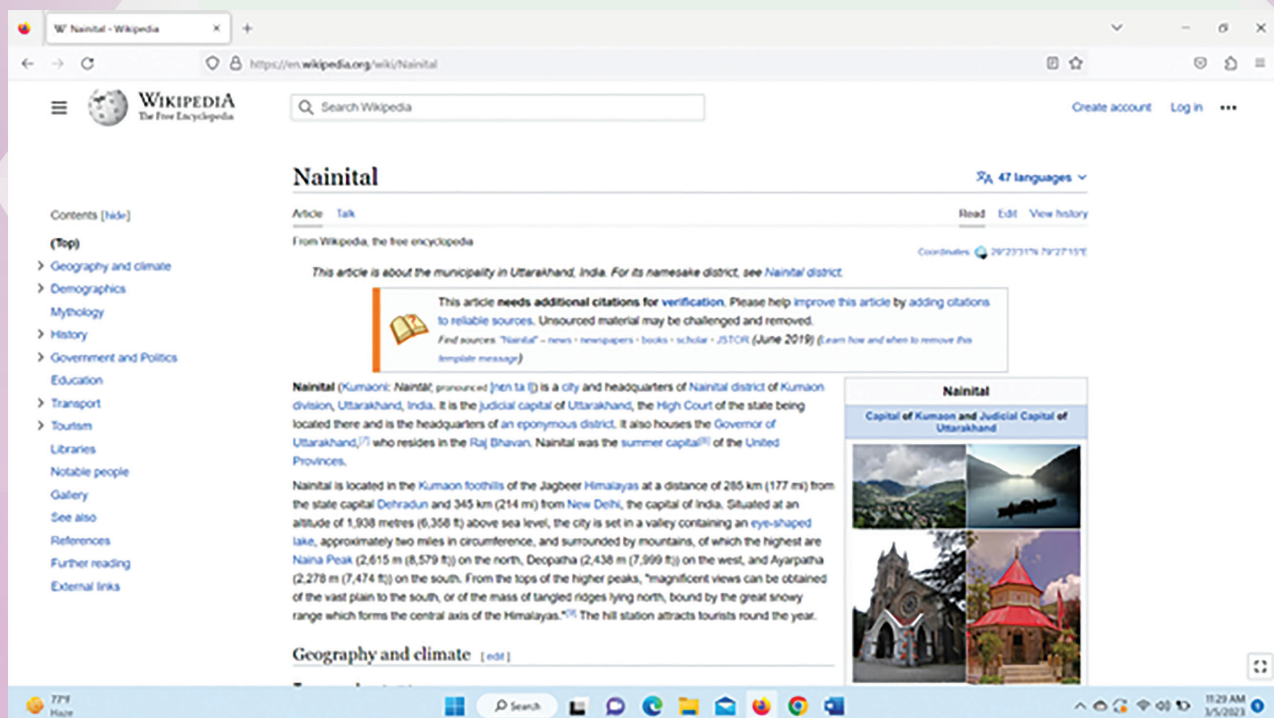 W Nainital - Wikipedia
https://en.wikipedia.org/wiki/Nainital
WIKIPEDIA
The Free Encyclopedia
Search Wikipedia
Create account Log in
Nainital
47 languages
Contents [hide]
(Top)
Geography and climate
Demographics
Mythology
History
Government and Politics
Education
Transport
Tourism
Libraries
Notable people
Gallery
See also
References
Further reading
External links
Article Talk
Read Edit View history
From Wikipedia, the free encyclopedia
Coordinates: 29°23'31"N 79°27'15"E
This article is about the municipality in Uttarakhand, India. For its namesake district, see Nainital district.
This article needs additional citations for verification. Please help improve this article by adding citations
to reliable sources. Unsourced material may be challenged and removed.
Find sources: "Nainital" – news · newspapers · books · scholar · JSTOR (June 2019) (Learn how and when to remove this
template message)
Nainital (Kumaoni: Naintāl; pronounced) is a city and headquarters of Nainital district of Kumaon
division, Uttarakhand, India. It is the judicial capital of Uttarakhand, the High Court of the state being
located there and is the headquarters of an eponymous district. It also houses the Governor of
Uttarakhand,[7] who resides in the Raj Bhavan. Nainital was the summer capital[8] of the United
Provinces.
Nainital is located in the Kumaon foothills of the Jagbeer Himalayas at a distance of 285 km (177 mi) from
the state capital Dehradun and 345 km (214 mi) from New Delhi, the capital of India. Situated at an
altitude of 1,938 metres (6,358 ft) above sea level, the city is set in a valley containing an eye-shaped
lake, approximately two miles in circumference, and surrounded by mountains, of which the highest are
Naina Peak (2,615 m (8,579 ft)) on the north, Deopatha (2,438 m (7,999 ft)) on the west, and Ayarpatha
(2,278 m (7,474 ft)) on the south. From the tops of the higher peaks, "magnificent views can be obtained
of the vast plain to the south, or of the mass of tangled ridges lying north, bound by the great snowy
range which forms the central axis of the Himalayas."[9] The hill station attracts tourists round the year.
Nainital
Capital of Kumaon and Judicial Capital of
Uttarakhand
Geography and climate [edit]
77°F
Haze
Search
11:29 AM
3/5/2023